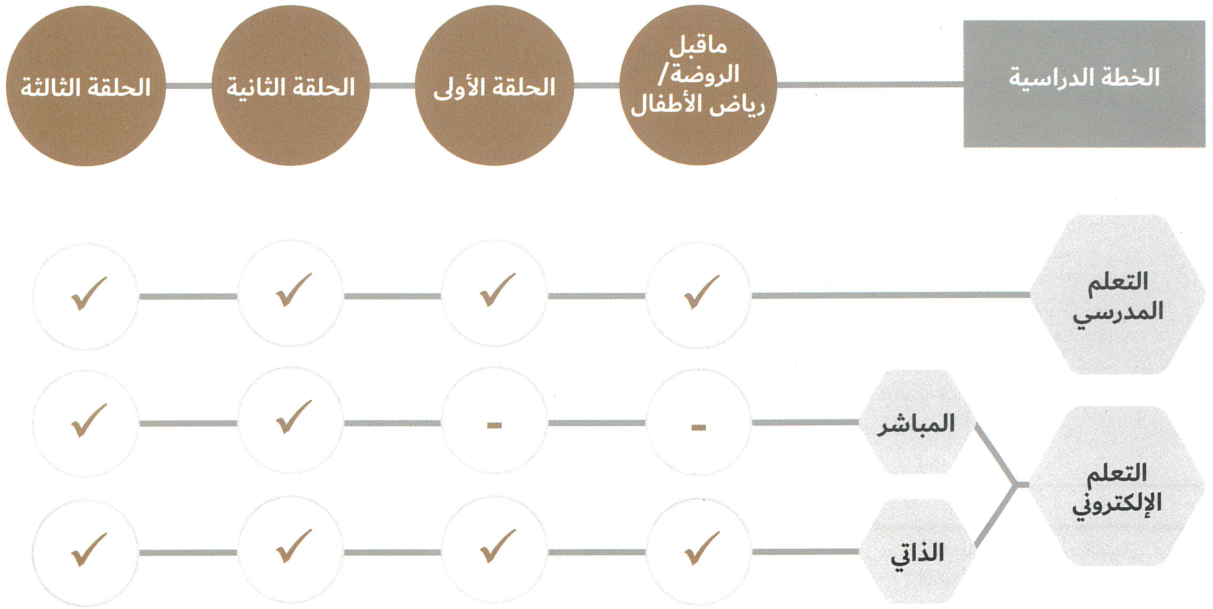 الخطة الدراسية
ماقبل
الروضة/
رياض الأطفال
الحلقة الأولى
الحلقة الثانية
الحلقة الثالثة
التعلم
المدرسي
✓ ✓ ✓ ✓
التعلم
الإلكتروني
المباشر
- - ✓ ✓
الذاتي
✓ ✓ ✓ ✓